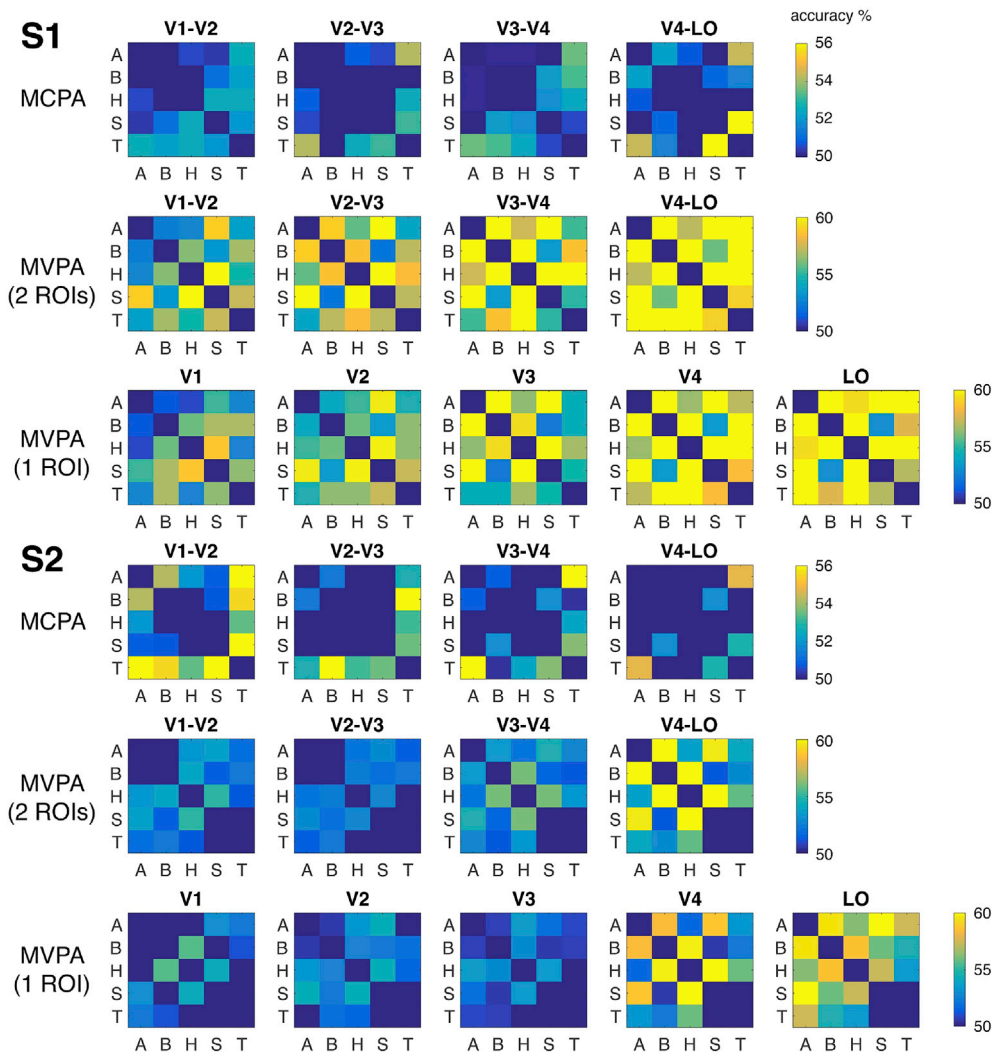 accuracy %
S1
V1-V2 V2-V3 V3-V4 V4-LO
MCPA
A
B
H
S
T
A
B
H
S
T
A
B
H
S
T
A
B
H
S
T
56
54
52
50
A B H S T A B H S T A B H S T A B H S T
V1-V2 V2-V3 V3-V4 V4-LO
MVPA
(2 ROIs)
A
B
H
S
T
A
B
H
S
T
A
B
H
S
T
A
B
H
S
T
60
55
50
A B H S T A B H S T A B H S T A B H S T
V1 V2 V3 V4 LO
MVPA
(1 ROI)
A
B
H
S
T
A
B
H
S
T
A
B
H
S
T
A
B
H
S
T
A
B
H
S
T
60
55
50
A B H S T A B H S T A B H S T A B H S T A B H S T
S2
V1-V2 V2-V3 V3-V4 V4-LO
MCPA
A
B
H
S
T
A
B
H
S
T
A
B
H
S
T
A
B
H
S
T
56
54
52
50
A B H S T A B H S T A B H S T A B H S T
V1-V2 V2-V3 V3-V4 V4-LO
MVPA
(2 ROIs)
A
B
H
S
T
A
B
H
S
T
A
B
H
S
T
A
B
H
S
T
60
55
50
A B H S T A B H S T A B H S T A B H S T
V1 V2 V3 V4 LO
MVPA
(1 ROI)
A
B
H
S
T
A
B
H
S
T
A
B
H
S
T
A
B
H
S
T
A
B
H
S
T
60
55
50
A B H S T A B H S T A B H S T A B H S T A B H S T